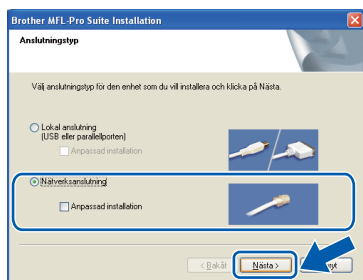 Brother MFL-Pro Suite Installation
Anslutningstyp
Välj anslutningstyp för den enhet som du vill installera och klicka på Nästa.
Lokal anslutning
(USB eller parallellporten)
Anpassad installation
Nätverksanslutning
Anpassad installation
< Bakåt
Nästa >